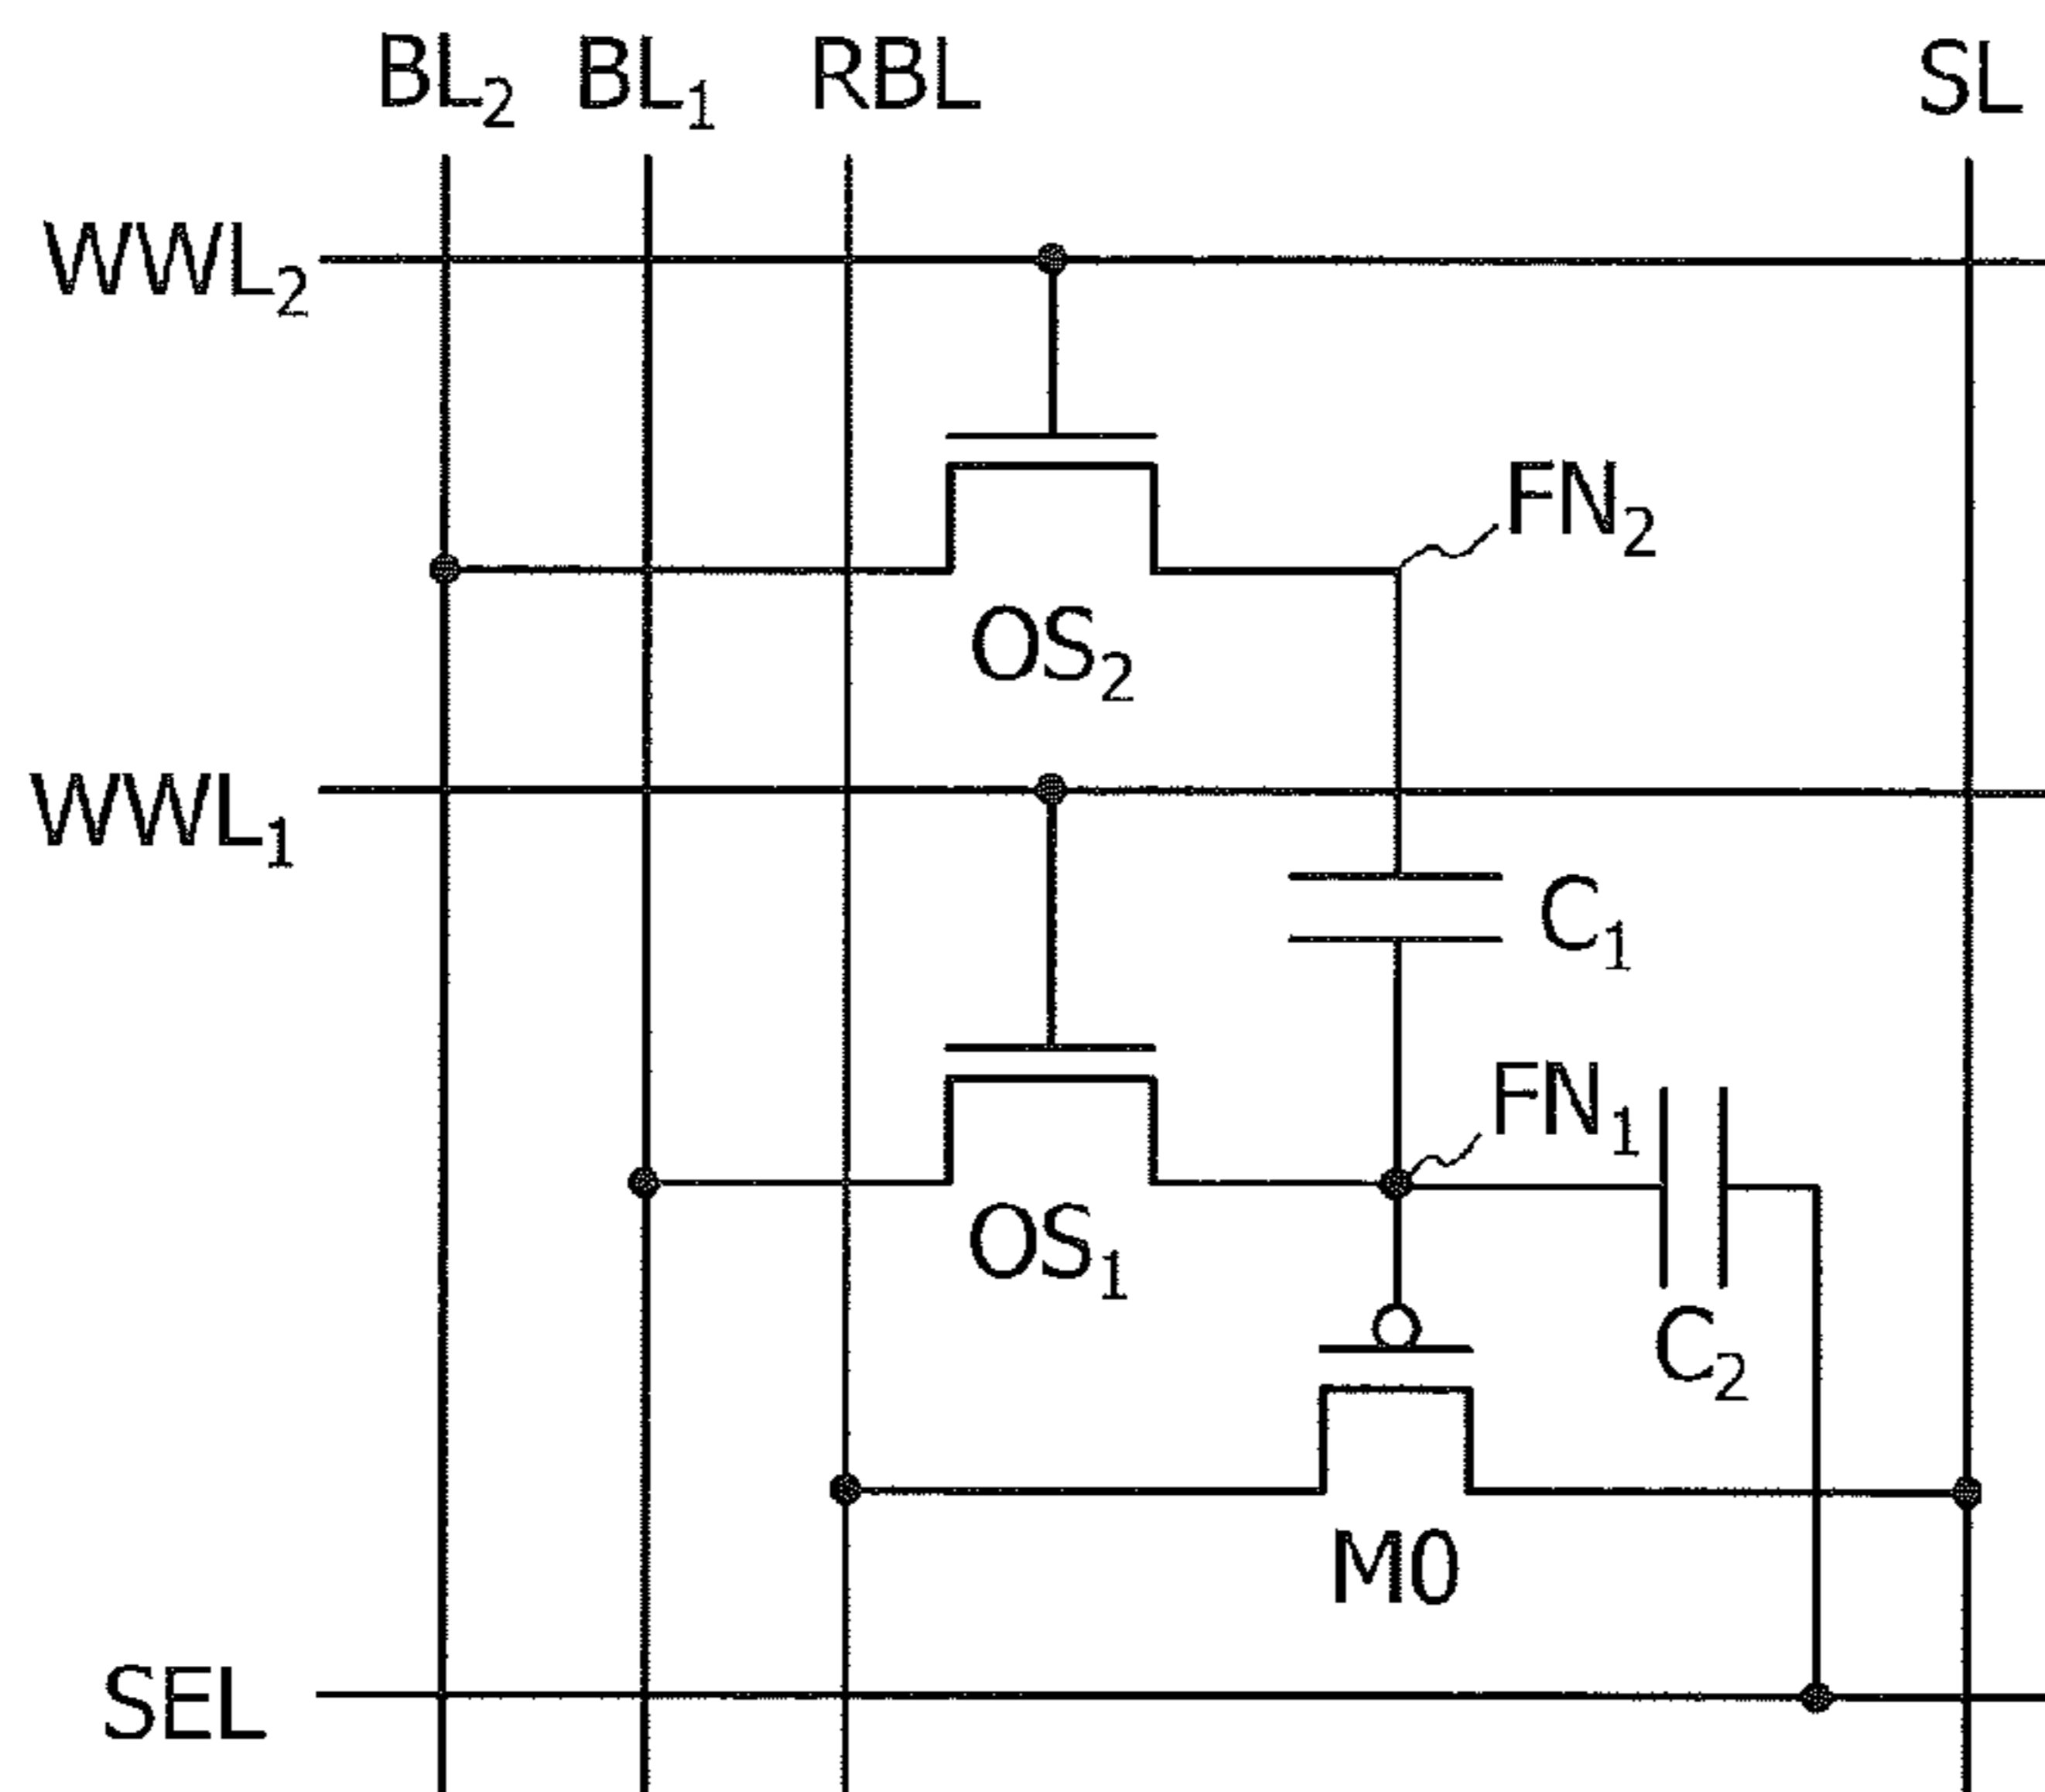 BL₂ BL₁ RBL SL
WWL₂
FN₂
OS₂
WWL₁
C₁
FN₁
OS₁
C₂
M0
SEL